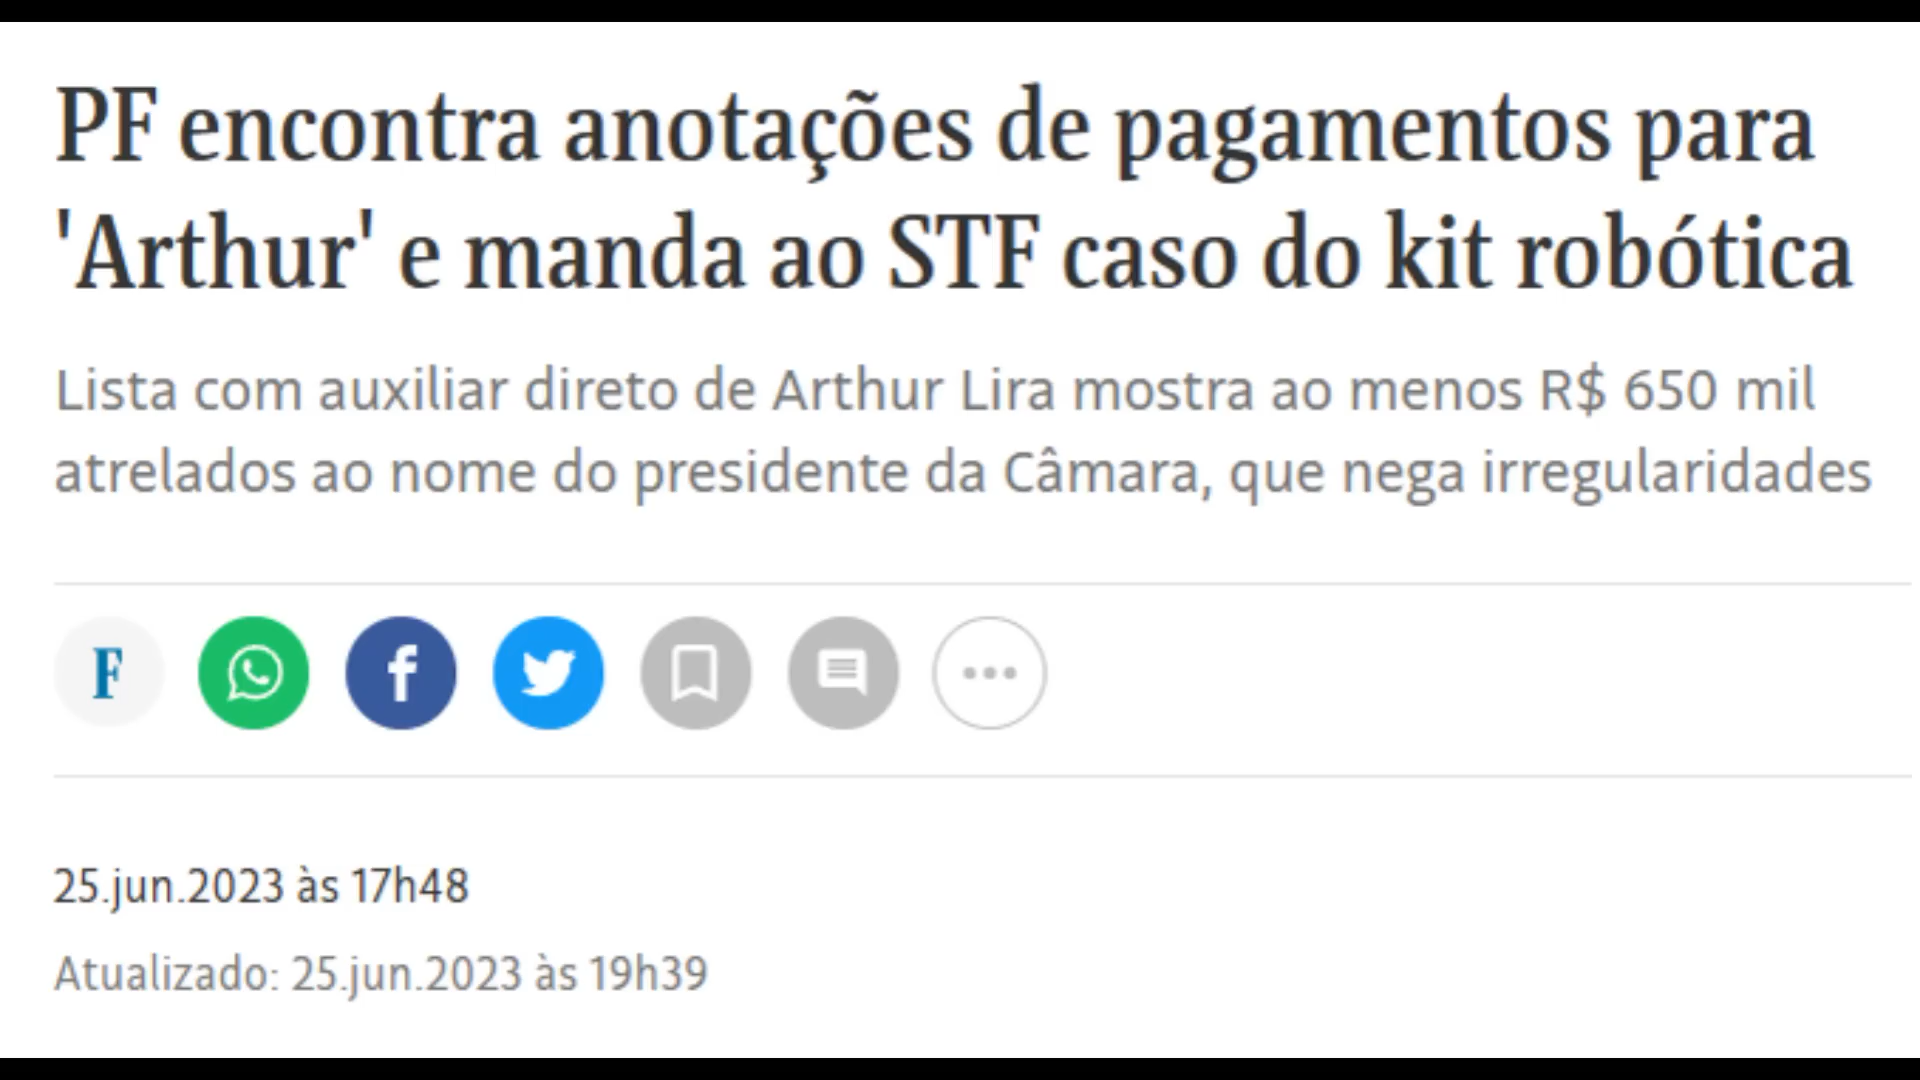 PF encontra anotações de pagamentos para
'Arthur' e manda ao STF caso do kit robótica
Lista com auxiliar direto de Arthur Lira mostra ao menos R$ 650 mil
atrelados ao nome do presidente da Câmara, que nega irregularidades
F f
25.jun.2023 às 17h48
Atualizado: 25.jun.2023 às 19h39